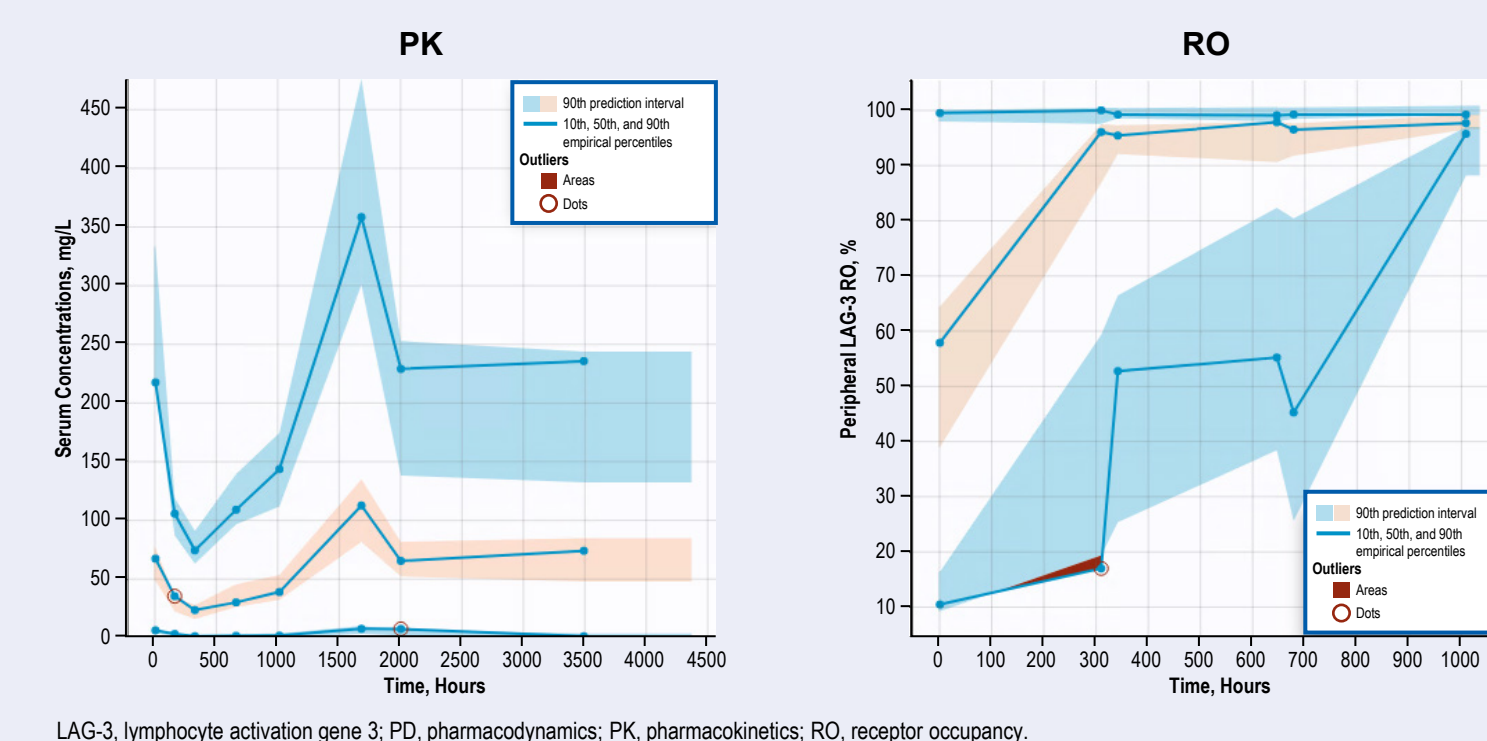 PK
450
400
350
300
250
200
150
100
50
0
Serum Concentrations, mg/L
90th prediction interval
10th, 50th, and 90th
empirical percentiles
Outliers
Areas
Dots
0 500 1000 1500 2000 2500 3000 3500 4000 4500
Time, Hours
RO
100
90
80
70
60
50
40
30
20
10
Peripheral LAG-3 RO, %
90th prediction interval
10th, 50th, and 90th
empirical percentiles
Outliers
Areas
Dots
0 100 200 300 400 500 600 700 800 900 1000
Time, Hours
LAG-3, lymphocyte activation gene 3; PD, pharmacodynamics; PK, pharmacokinetics; RO, receptor occupancy.